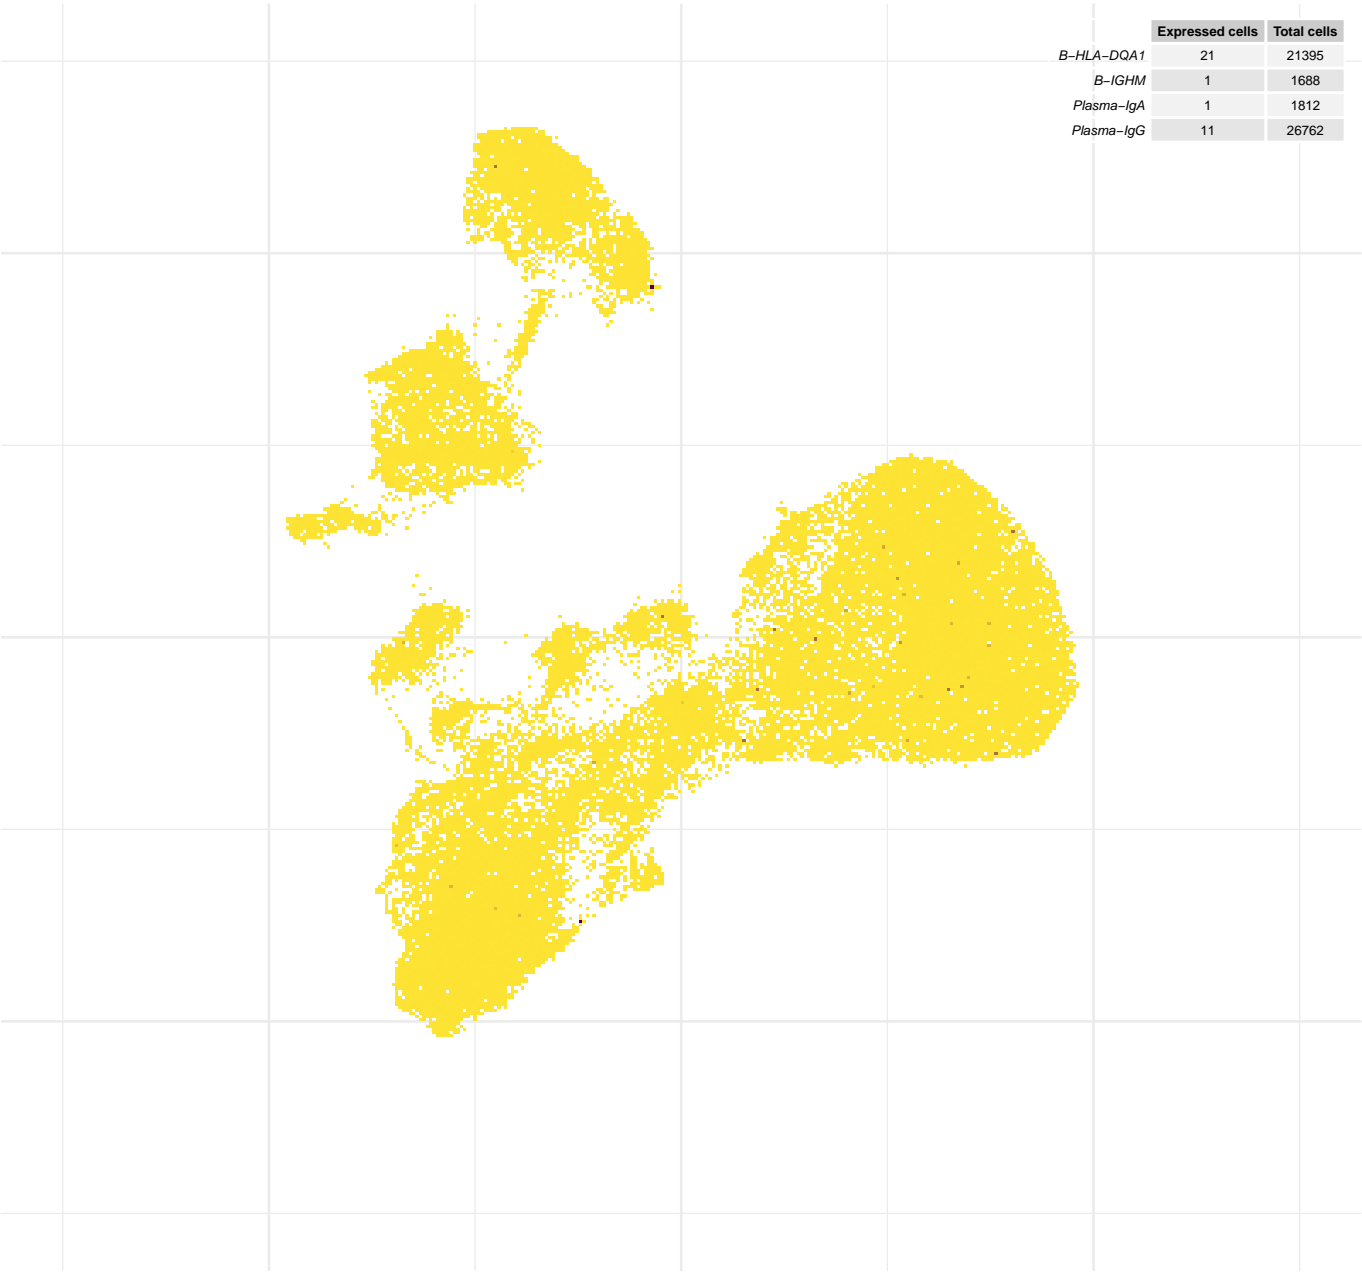 Expressed cells Total cells
B−HLA−DQA1 21 21395
B−IGHM 1 1688
Plasma−IgA 1 1812
Plasma−IgG 11 26762